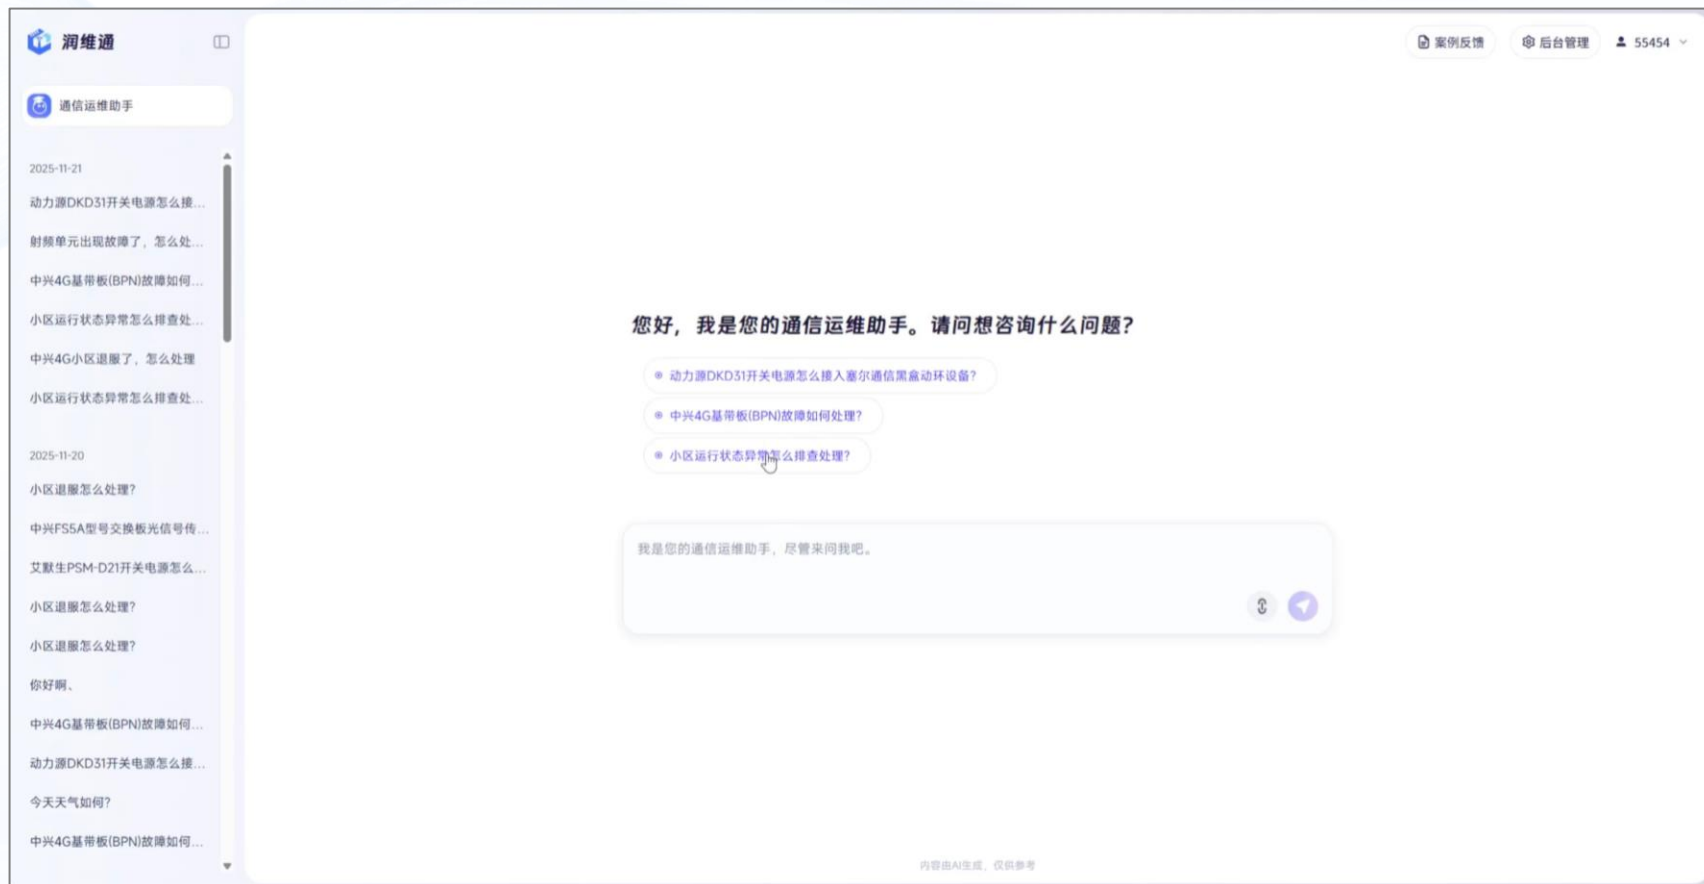 润维通
案例反馈
后台管理
55454
通信运维助手
2025-11-21
动力源DKD31开关电源怎么接...
射频单元出现故障了，怎么处...
中兴4G基带板(BPN)故障如何...
小区运行状态异常怎么排查处...
中兴4G小区退服了，怎么处理
小区运行状态异常怎么排查处...
2025-11-20
小区退服怎么处理?
中兴FS5A型号交换板光信号传...
艾默生PSM-D21开关电源怎么...
小区退服怎么处理?
小区退服怎么处理?
你好啊、
中兴4G基带板(BPN)故障如何...
动力源DKD31开关电源怎么接...
今天天气如何?
中兴4G基带板(BPN)故障如何...
您好，我是您的通信运维助手。请问想咨询什么问题?
动力源DKD31开关电源怎么接入塞尔通信黑盒动环设备?
中兴4G基带板(BPN)故障如何处理?
小区运行状态异常怎么排查处理?
我是您的通信运维助手，尽管来问我吧。
内容由AI生成，仅供参考